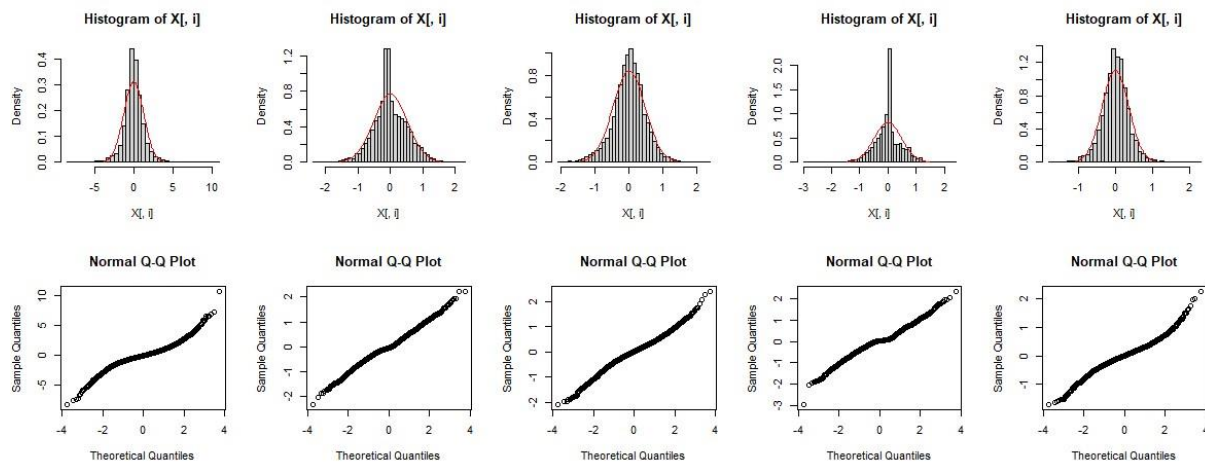 Histogram of X[, i]
Histogram of X[, i]
Histogram of X[, i]
Histogram of X[, i]
Histogram of X[, i]
Density
0.0 0.1 0.2 0.3 0.4
-5 0 5 10
X[, i]
Density
0.0 0.4 0.8 1.2
-2 -1 0 1 2
X[, i]
Density
0.0 0.4 0.8
-2 -1 0 1 2
X[, i]
Density
0.0 0.5 1.0 1.5 2.0
-3 -2 -1 0 1 2
X[, i]
Density
0.0 0.4 0.8 1.2
-1 0 1 2
X[, i]
Normal Q-Q Plot
Normal Q-Q Plot
Normal Q-Q Plot
Normal Q-Q Plot
Normal Q-Q Plot
Sample Quantiles
-5 0 5 10
-4 -2 0 2 4
Theoretical Quantiles
Sample Quantiles
-2 -1 0 1 2
-4 -2 0 2 4
Theoretical Quantiles
Sample Quantiles
-2 -1 0 1 2
-4 -2 0 2 4
Theoretical Quantiles
Sample Quantiles
-3 -2 -1 0 1 2
-4 -2 0 2 4
Theoretical Quantiles
Sample Quantiles
-1 0 1 2
-4 -2 0 2 4
Theoretical Quantiles